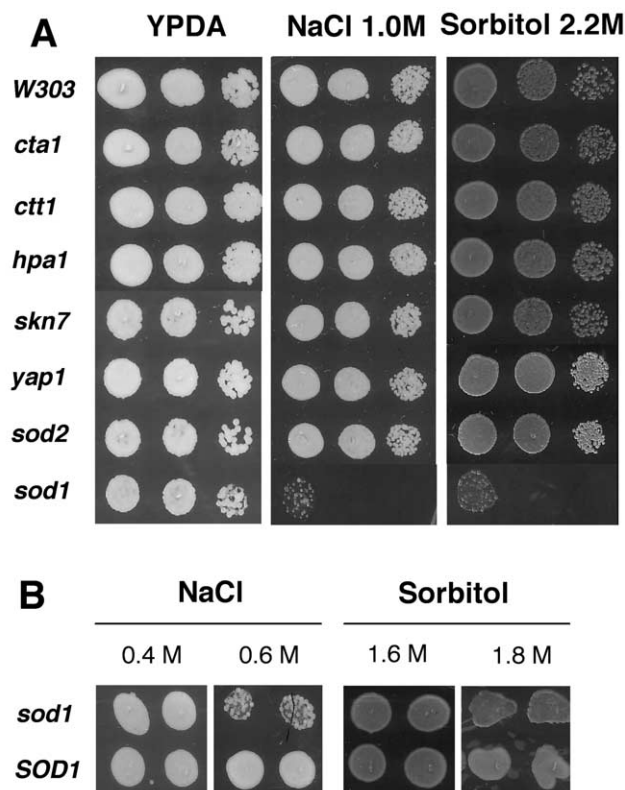 A
YPDA NaCl 1.0M Sorbitol 2.2M
W303
cta1
ctt1
hpa1
skn7
yap1
sod2
sod1
B
NaCl Sorbitol
0.4 M 0.6 M 1.6 M 1.8 M
sod1
SOD1